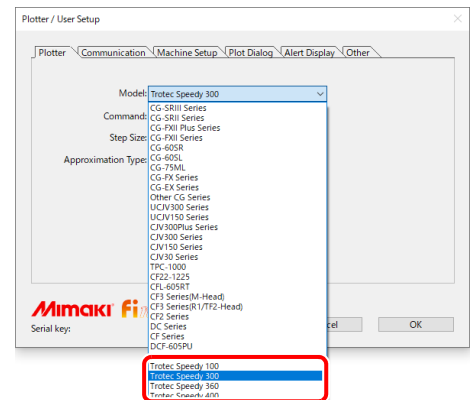 Plotter / User Setup
Plotter Communication Machine Setup Plot Dialog Alert Display Other
Model: Trotec Speedy 300
Command:
Step Size:
Approximation Type:
CG-SRIII Series
CG-SRII Series
CG-FXII Plus Series
CG-FXII Series
CG-60SR
CG-60SL
CG-75ML
CG-FX Series
CG-EX Series
Other CG Series
UCJV300 Series
UCJV150 Series
CJV300Plus Series
CJV300 Series
CJV150 Series
CJV30 Series
TPC-1000
CF22-1225
CFL-605RT
CF3 Series(M-Head)
CF3 Series(R1/TF2-Head)
CF2 Series
DC Series
CF Series
DCF-605PU
Trotec Speedy 100
Trotec Speedy 300
Trotec Speedy 360
Trotec Speedy 400
Mimaki Fi
Serial key:
cel OK